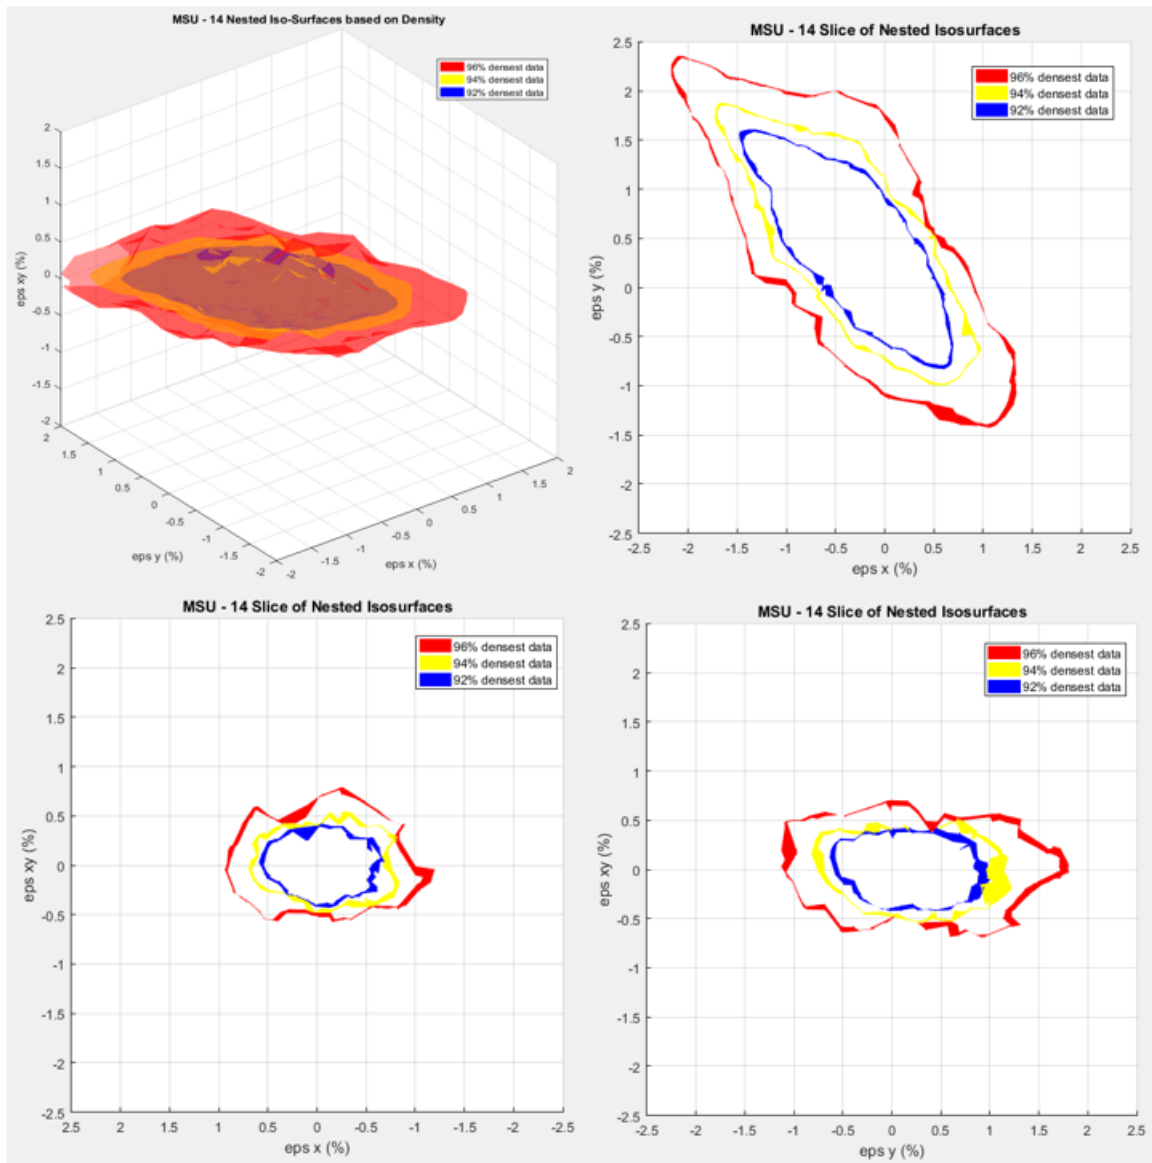 MSU - 14 Nested Iso-Surfaces based on Density
96% densest data
94% densest data
92% densest data
2
1.5
1
0.5
0
-0.5
-1
-1.5
-2
eps xy (%)
2
1.5
1
0.5
0
-0.5
-1
-1.5
-2
eps y (%)
-2
-1.5
-1
-0.5
0
0.5
1
1.5
2
eps x (%)
MSU - 14 Slice of Nested Isosurfaces
96% densest data
94% densest data
92% densest data
2.5
2
1.5
1
0.5
0
-0.5
-1
-1.5
-2
-2.5
eps y (%)
-2.5 -2 -1.5 -1 -0.5 0 0.5 1 1.5 2 2.5
eps x (%)
MSU - 14 Slice of Nested Isosurfaces
96% densest data
94% densest data
92% densest data
2.5
2
1.5
1
0.5
0
-0.5
-1
-1.5
-2
-2.5
eps xy (%)
2.5 2 1.5 1 0.5 0 -0.5 -1 -1.5 -2 -2.5
eps x (%)
MSU - 14 Slice of Nested Isosurfaces
96% densest data
94% densest data
92% densest data
2.5
2
1.5
1
0.5
0
-0.5
-1
-1.5
-2
-2.5
eps xy (%)
-2.5 -2 -1.5 -1 -0.5 0 0.5 1 1.5 2 2.5
eps y (%)